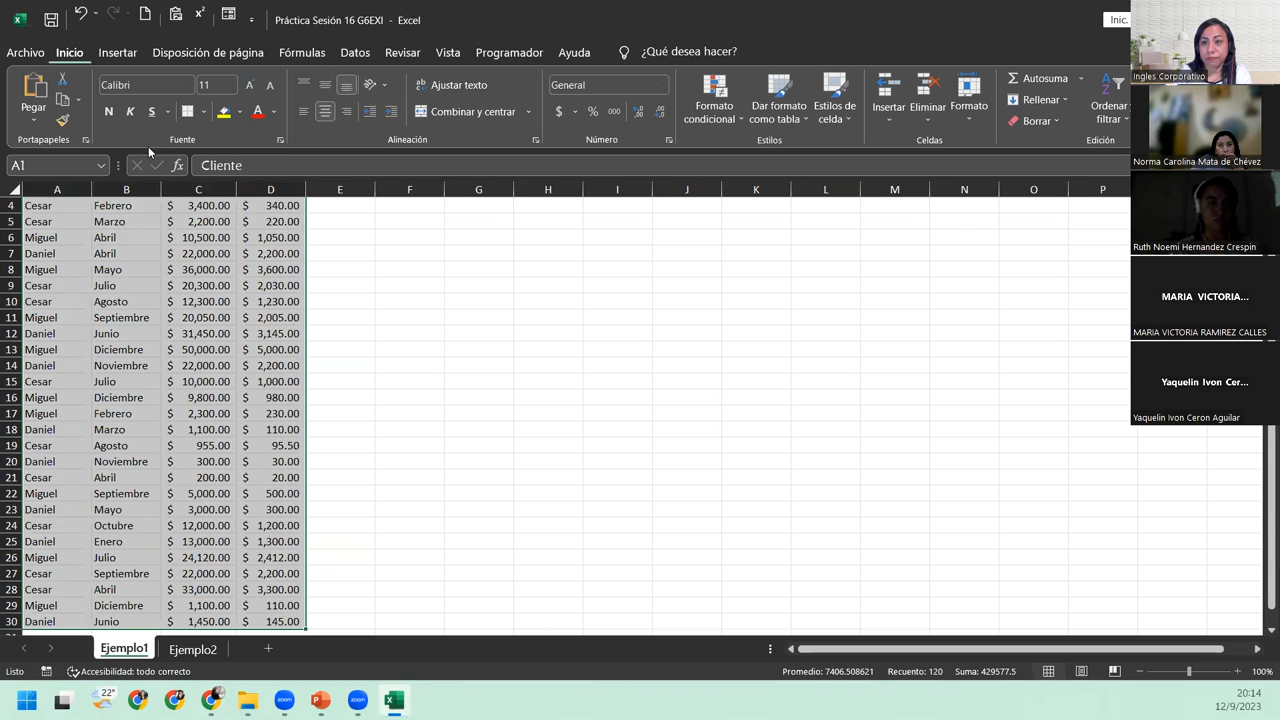 Práctica Sesión 16 G6EXI - Excel
Inic.
Archivo Inicio Insertar Disposición de página Fórmulas Datos Revisar Vista Programador Ayuda ¿Qué desea hacer?
Pegar
Calibri 11
N K S
Portapapeles Fuente
ab Ajustar texto
Combinar y centrar
Alineación
General
$ % 000
Número
Formato condicional
Dar formato como tabla
Estilos de celda
Estilos
Insertar Eliminar Formato
Celdas
Autosuma
Rellenar
Borrar
Ordenar
Edición
A1 fx Cliente
A B C D E F G H I J K L M N O P
4 Cesar Febrero $ 3,400.00 $ 340.00
5 Cesar Marzo $ 2,200.00 $ 220.00
6 Miguel Abril $ 10,500.00 $ 1,050.00
7 Daniel Abril $ 22,000.00 $ 2,200.00
8 Miguel Mayo $ 36,000.00 $ 3,600.00
9 Cesar Julio $ 20,300.00 $ 2,030.00
10 Cesar Agosto $ 12,300.00 $ 1,230.00
11 Miguel Septiembre $ 20,050.00 $ 2,005.00
12 Daniel Junio $ 31,450.00 $ 3,145.00
13 Miguel Diciembre $ 50,000.00 $ 5,000.00
14 Daniel Noviembre $ 22,000.00 $ 2,200.00
15 Cesar Julio $ 10,000.00 $ 1,000.00
16 Miguel Diciembre $ 9,800.00 $ 980.00
17 Miguel Febrero $ 2,300.00 $ 230.00
18 Daniel Marzo $ 1,100.00 $ 110.00
19 Cesar Agosto $ 955.00 $ 95.50
20 Daniel Noviembre $ 300.00 $ 30.00
21 Cesar Abril $ 200.00 $ 20.00
22 Miguel Septiembre $ 5,000.00 $ 500.00
23 Daniel Mayo $ 3,000.00 $ 300.00
24 Cesar Octubre $ 12,000.00 $ 1,200.00
25 Daniel Enero $ 13,000.00 $ 1,300.00
26 Miguel Julio $ 24,120.00 $ 2,412.00
27 Cesar Septiembre $ 22,000.00 $ 2,200.00
28 Cesar Abril $ 33,000.00 $ 3,300.00
29 Miguel Diciembre $ 1,100.00 $ 110.00
30 Daniel Junio $ 1,450.00 $ 145.00
Ejemplo1 Ejemplo2
Listo Accesibilidad: todo correcto Promedio: 7406.508621 Recuento: 120 Suma: 429577.5 100%
22°
zoom
zoom
20:14
12/9/2023
Ingles Corporativo
Norma Carolina Mata de Chévez
Ruth Noemi Hernandez Crespin
MARIA VICTORIA...
MARIA VICTORIA RAMIREZ CALLES
Yaquelin Ivon Cer...
Yaquelin Ivon Ceron Aguilar